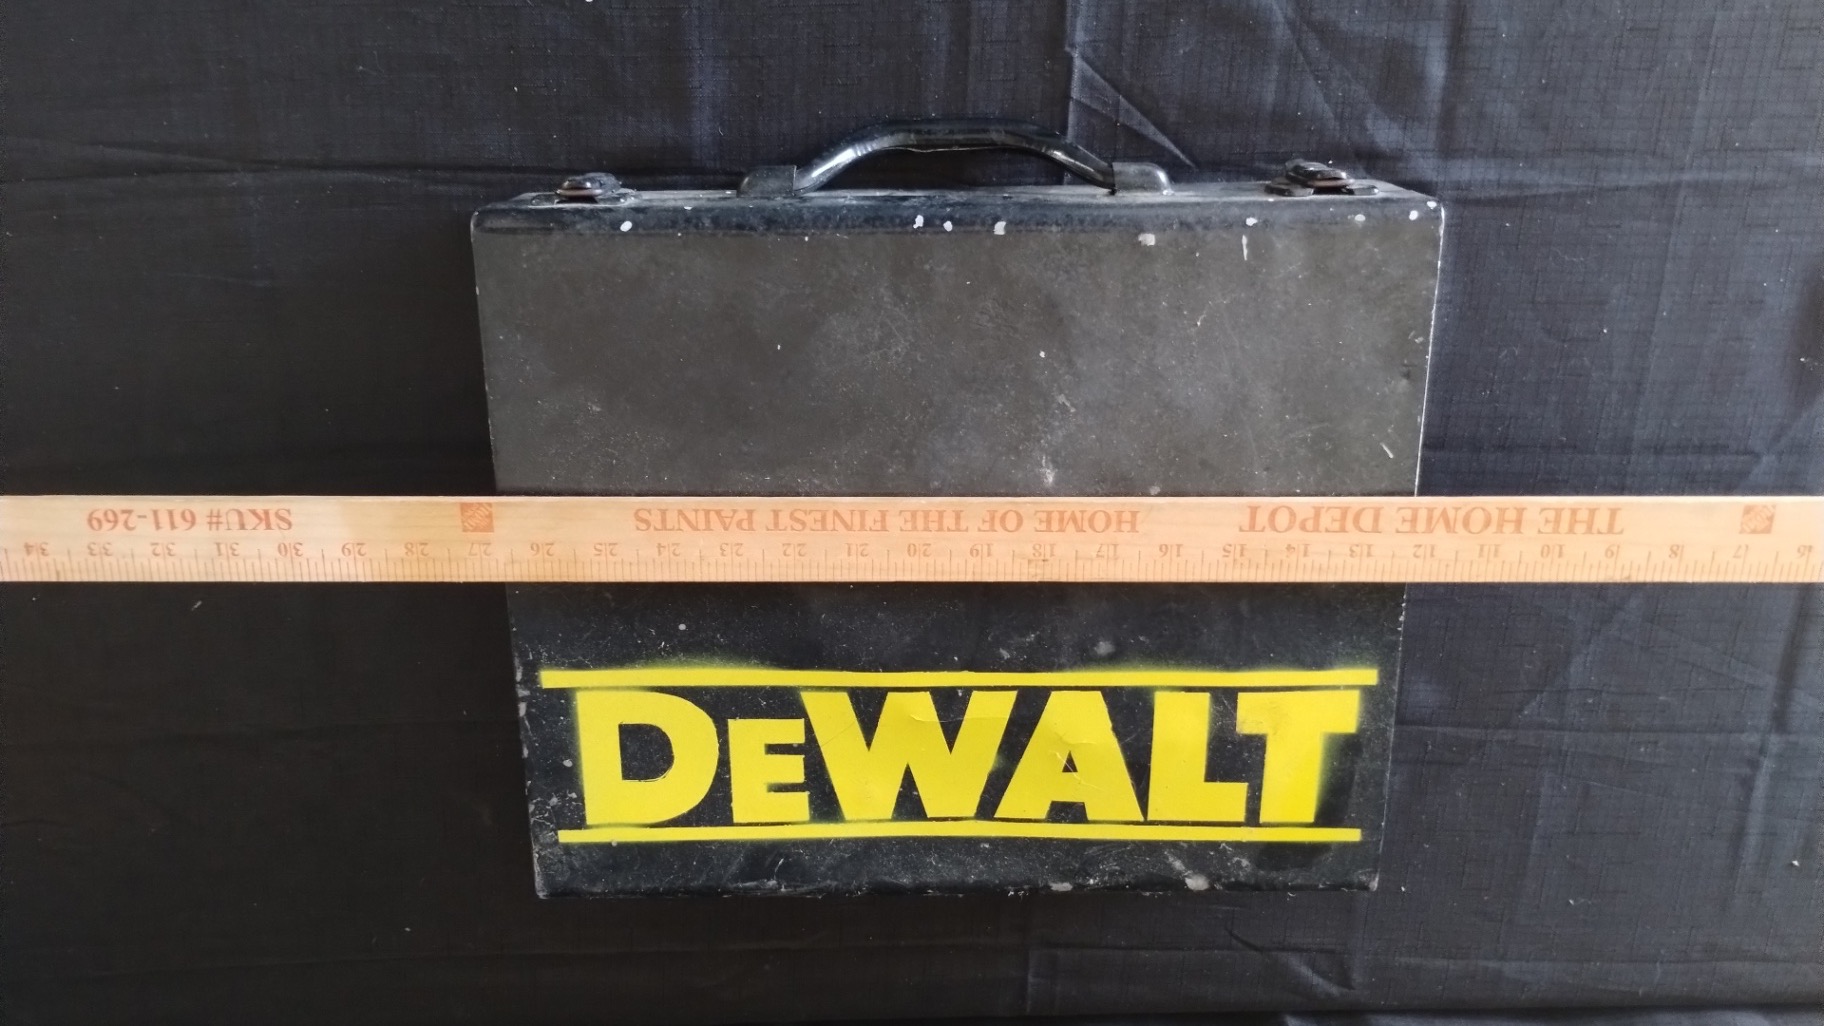 THE HOME DEPOT HOME OF THE FINEST PAINTS SKU# 611-269
6 7 8 9 10 11 12 13 14 15 16 17 18 19 20 21 22 23 24 25 26 27 28 29 30 31 32 33 34
DEWALT